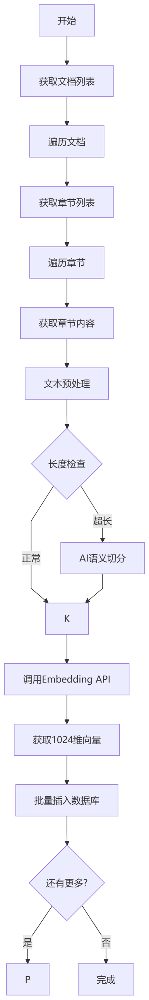 开始
获取文档列表
遍历文档
获取章节列表
遍历章节
获取章节内容
文本预处理
长度检查
超长
正常
AI语义切分
K
调用Embedding API
获取1024维向量
批量插入数据库
还有更多?
是
否
P
完成